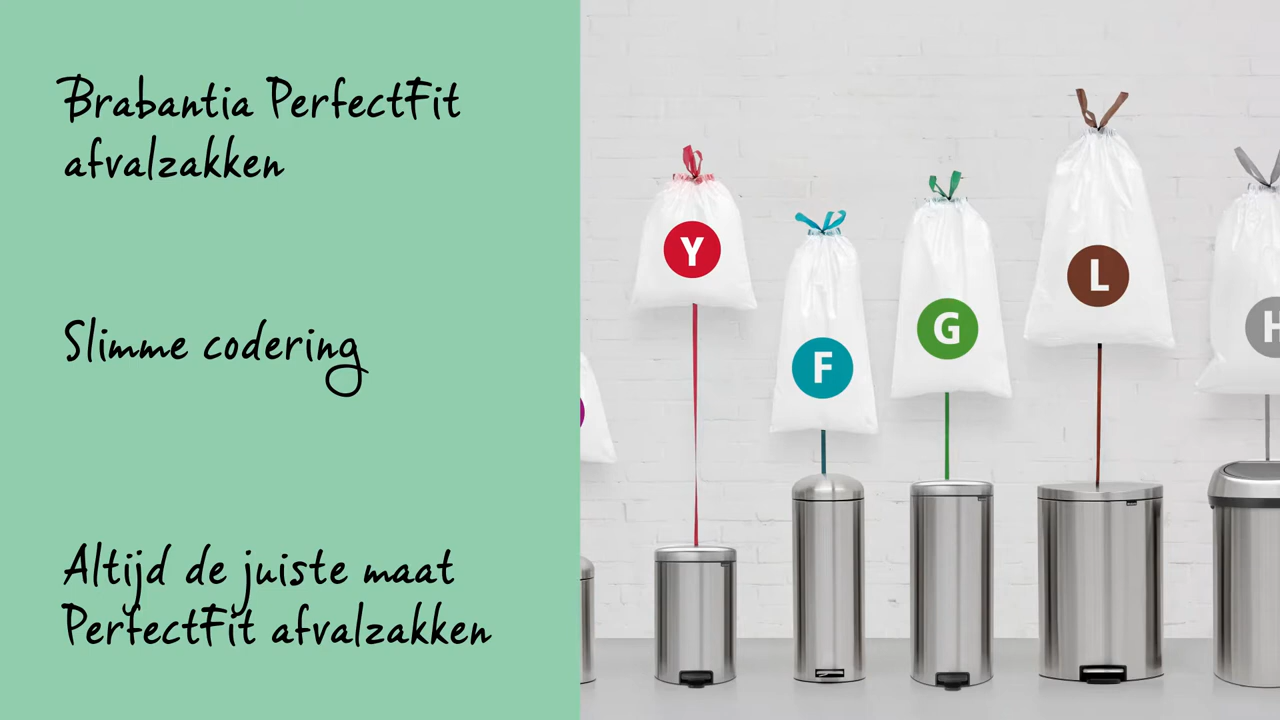 Brabantia PerfectFit
afvalzakken
Slimme codering
Altijd de juiste maat
PerfectFit afvalzakken
Y
F
G
L
H